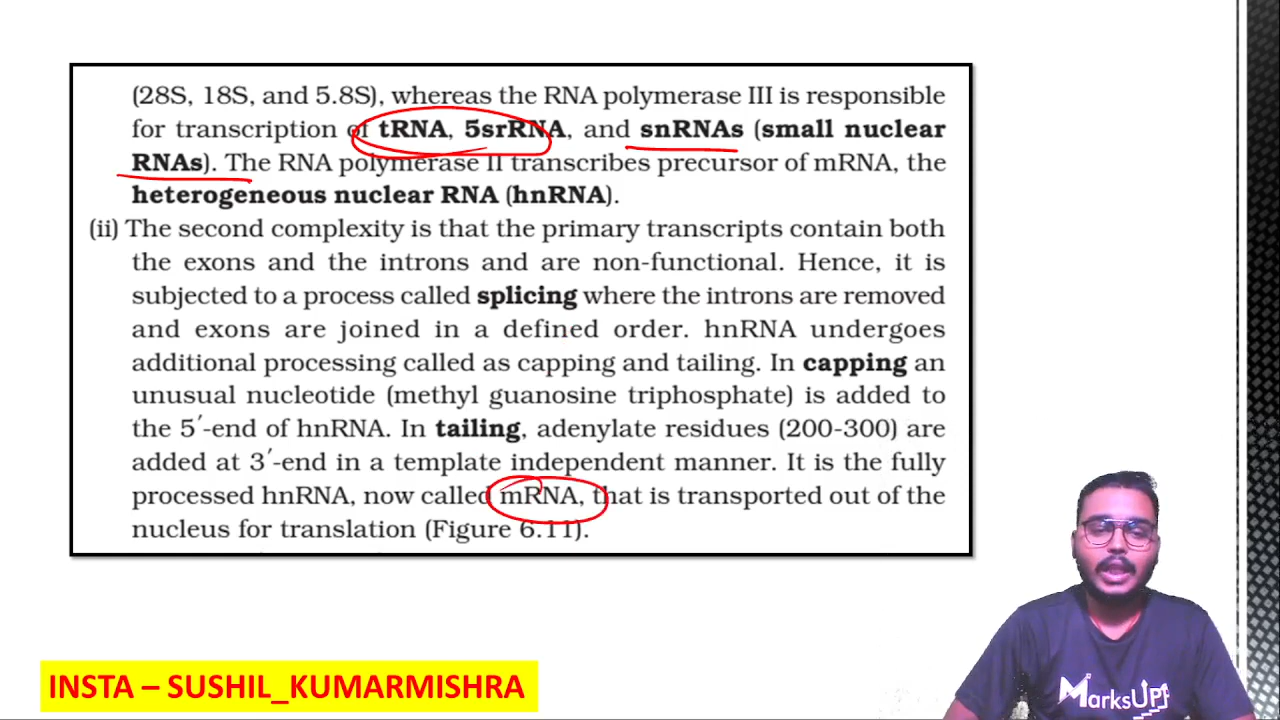 (28S, 18S, and 5.8S), whereas the RNA polymerase III is responsible
for transcription of tRNA, 5srRNA, and snRNAs (small nuclear
RNAs). The RNA polymerase II transcribes precursor of mRNA, the
heterogeneous nuclear RNA (hnRNA).
(ii) The second complexity is that the primary transcripts contain both
the exons and the introns and are non-functional. Hence, it is
subjected to a process called splicing where the introns are removed
and exons are joined in a defined order. hnRNA undergoes
additional processing called as capping and tailing. In capping an
unusual nucleotide (methyl guanosine triphosphate) is added to
the 5′-end of hnRNA. In tailing, adenylate residues (200-300) are
added at 3′-end in a template independent manner. It is the fully
processed hnRNA, now called mRNA, that is transported out of the
nucleus for translation (Figure 6.11).
INSTA – SUSHIL_KUMARMISHRA
MarksUP